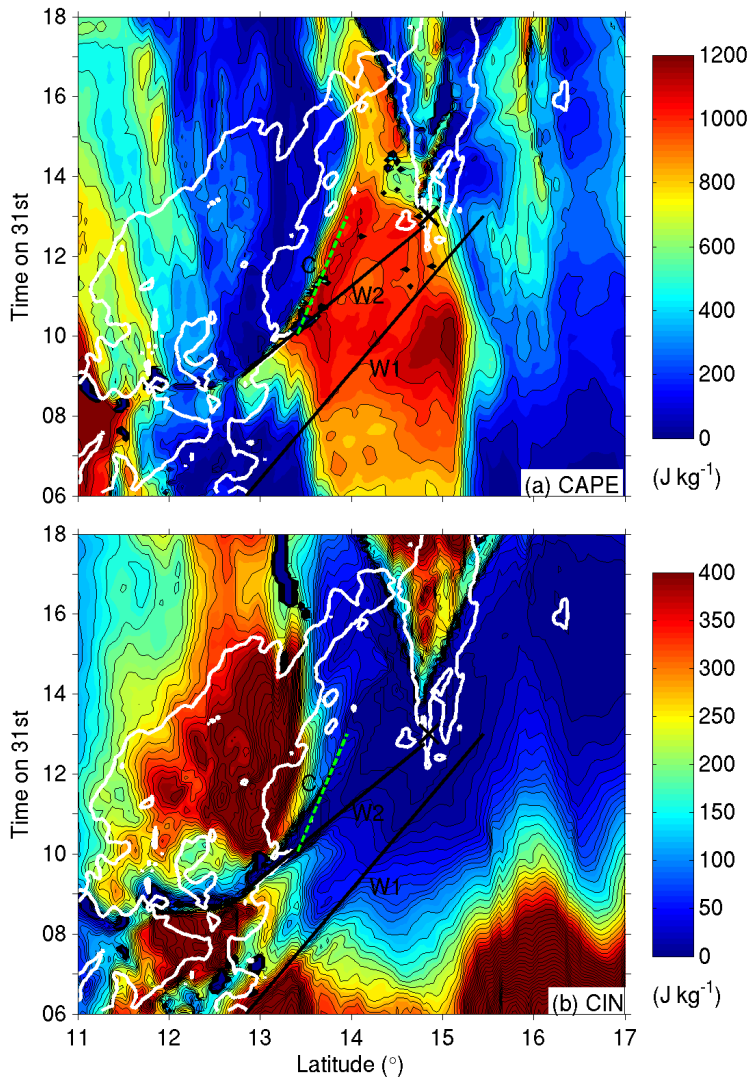 18
16
14
12
10
08
06
Time on 31st
C
W2
W1
(a) CAPE
1200
1000
800
600
400
200
0
(J kg-1)
18
16
14
12
10
08
06
Time on 31st
C
W2
W1
(b) CIN
400
350
300
250
200
150
100
50
0
(J kg-1)
11 12 13 14 15 16 17
Latitude (°)